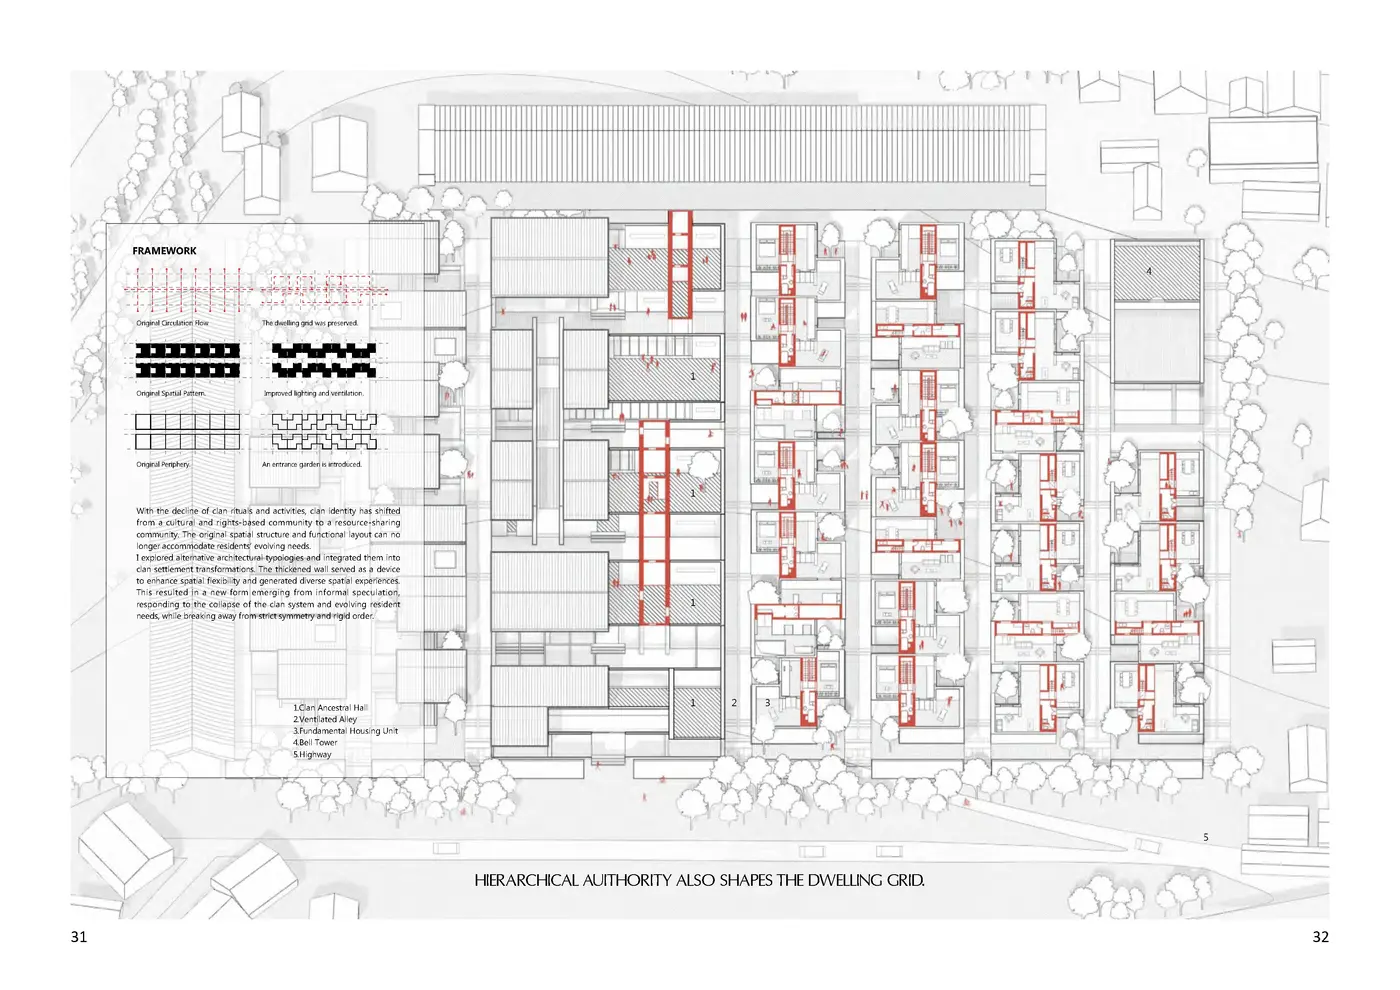 FRAMEWORK
Original Circulation Flow
The dwelling grid was preserved.
Original Spatial Pattern.
Improved lighting and ventilation.
Original Periphery.
An entrance garden is introduced.
With the decline of clan rituals and activities, clan identity has shifted
from a cultural and rights-based community to a resource-sharing
community. The original spatial structure and functional layout can no
longer accommodate residents' evolving needs.
I explored alternative architectural typologies and integrated them into
clan settlement transformations. The thickened wall served as a device
to enhance spatial flexibility and generated diverse spatial experiences.
This resulted in a new form emerging from informal speculation,
responding to the collapse of the clan system and evolving resident
needs, while breaking away from strict symmetry and rigid order.
1.Clan Ancestral Hall
2.Ventilated Alley
3.Fundamental Housing Unit
4.Bell Tower
5.Highway
4
1
1
1
1
2
3
5
HIERARCHICAL AUITHORITY ALSO SHAPES THE DWELLING GRID.
31
32